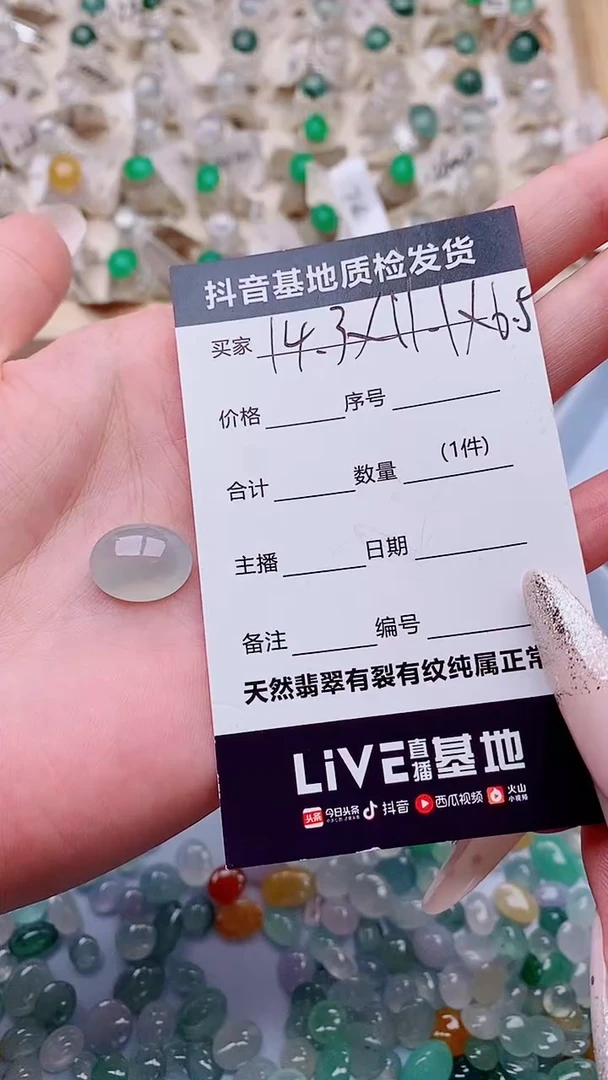 抖音基地质检发货
买家 14.3×11.1×6.5
价格 序号
合计 数量 (1件)
主播 日期
备注 编号
天然翡翠有裂有纹纯属正常
LiVE直播基地
头条 今日头条 抖音 西瓜视频 火山小视频